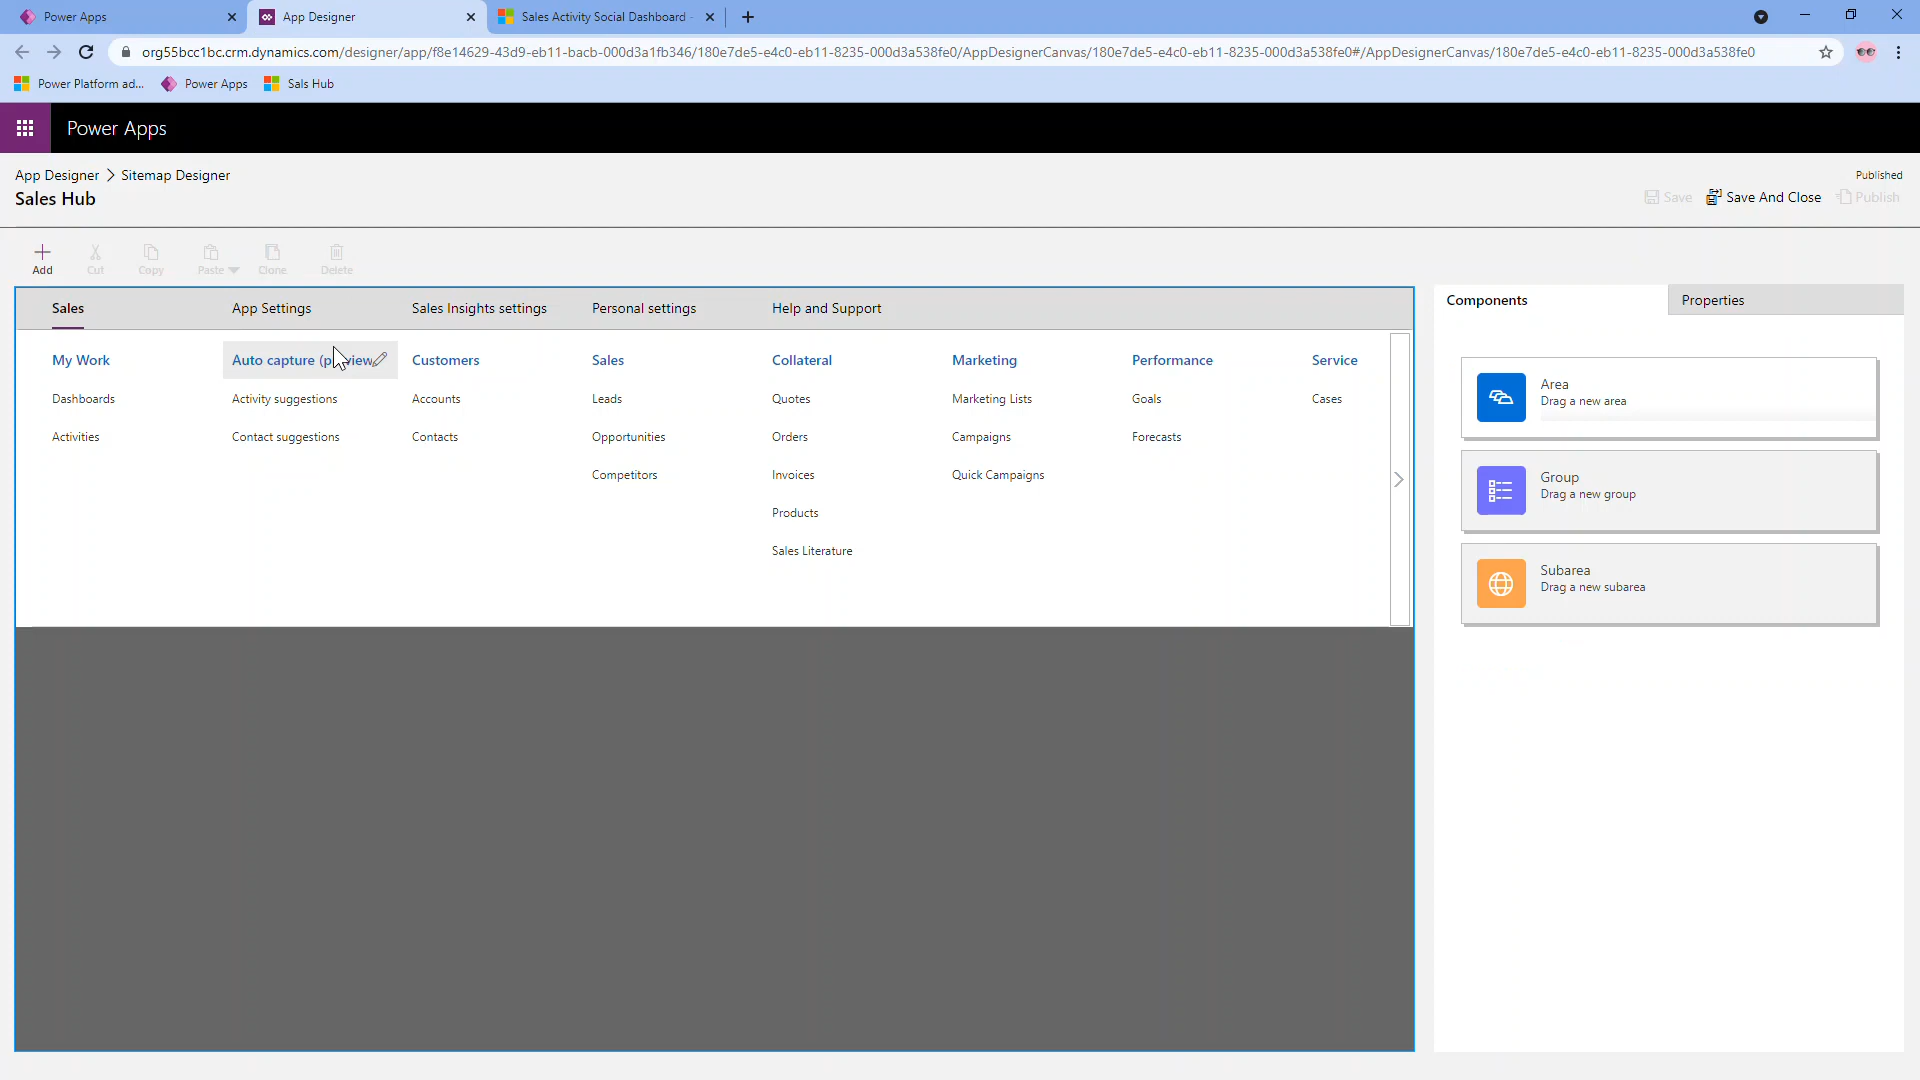 Power Apps
App Designer
Sales Activity Social Dashboard -
org55bcc1bc.crm.dynamics.com/designer/app/f8e14629-43d9-eb11-bacb-000d3a1fb346/180e7de5-e4c0-eb11-8235-000d3a538fe0/AppDesignerCanvas/180e7de5-e4c0-eb11-8235-000d3a538fe0#/AppDesignerCanvas/180e7de5-e4c0-eb11-8235-000d3a538fe0
Power Platform ad...
Power Apps
Sals Hub
Power Apps
App Designer > Sitemap Designer
Published
Sales Hub
Save
Save And Close
Publish
Add
Cut
Copy
Paste
Clone
Delete
Sales
App Settings
Sales Insights settings
Personal settings
Help and Support
My Work
Dashboards
Activities
Auto capture (preview
Activity suggestions
Contact suggestions
Customers
Accounts
Contacts
Sales
Leads
Opportunities
Competitors
Collateral
Quotes
Orders
Invoices
Products
Sales Literature
Marketing
Marketing Lists
Campaigns
Quick Campaigns
Performance
Goals
Forecasts
Service
Cases
Components
Properties
Area
Drag a new area
Group
Drag a new group
Subarea
Drag a new subarea